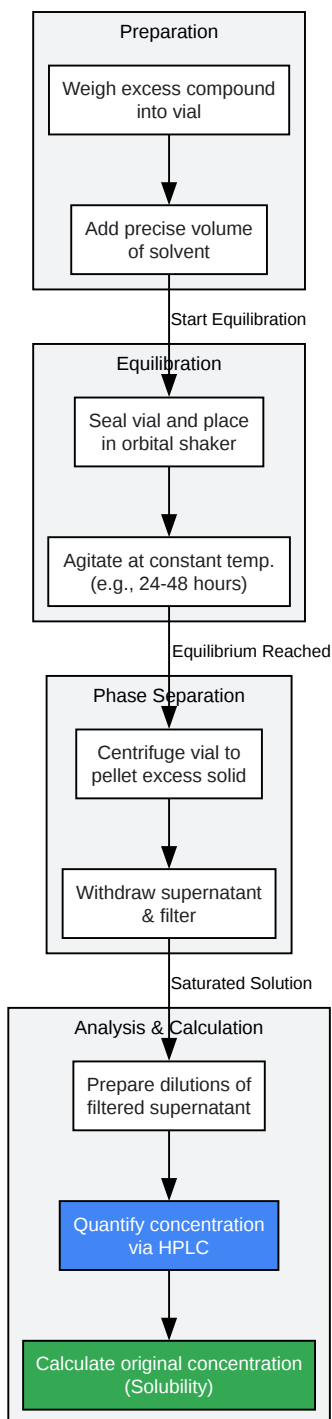 Preparation
Weigh excess compound
into vial
Add precise volume
of solvent
Start Equilibration
Equilibration
Seal vial and place
in orbital shaker
Agitate at constant temp.
(e.g., 24-48 hours)
Equilibrium Reached
Phase Separation
Centrifuge vial to
pellet excess solid
Withdraw supernatant
& filter
Saturated Solution
Analysis & Calculation
Prepare dilutions of
filtered supernatant
Quantify concentration
via HPLC
Calculate original concentration
(Solubility)